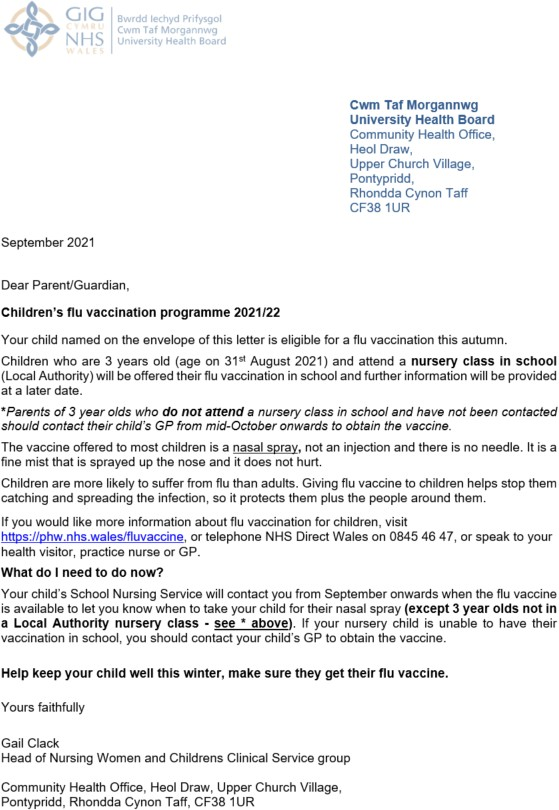 GIG
CYMRU
NHS
WALES
Bwrdd Iechyd Prifysgol
Cwm Taf Morgannwg
University Health Board
Cwm Taf Morgannwg
University Health Board
Community Health Office,
Heol Draw,
Upper Church Village,
Pontypridd,
Rhondda Cynon Taff
CF38 1UR
September 2021
Dear Parent/Guardian,
Children's flu vaccination programme 2021/22
Your child named on the envelope of this letter is eligible for a flu vaccination this autumn.
Children who are 3 years old (age on 31st August 2021) and attend a nursery class in school
(Local Authority) will be offered their flu vaccination in school and further information will be provided
at a later date.
*Parents of 3 year olds who do not attend a nursery class in school and have not been contacted
should contact their child's GP from mid-October onwards to obtain the vaccine.
The vaccine offered to most children is a nasal spray, not an injection and there is no needle. It is a
fine mist that is sprayed up the nose and it does not hurt.
Children are more likely to suffer from flu than adults. Giving flu vaccine to children helps stop them
catching and spreading the infection, so it protects them plus the people around them.
If you would like more information about flu vaccination for children, visit
https://phw.nhs.wales/fluvaccine, or telephone NHS Direct Wales on 0845 46 47, or speak to your
health visitor, practice nurse or GP.
What do I need to do now?
Your child's School Nursing Service will contact you from September onwards when the flu vaccine
is available to let you know when to take your child for their nasal spray (except 3 year olds not in
a Local Authority nursery class - see * above). If your nursery child is unable to have their
vaccination in school, you should contact your child's GP to obtain the vaccine.
Help keep your child well this winter, make sure they get their flu vaccine.
Yours faithfully
Gail Clack
Head of Nursing Women and Childrens Clinical Service group
Community Health Office, Heol Draw, Upper Church Village,
Pontypridd, Rhondda Cynon Taff, CF38 1UR